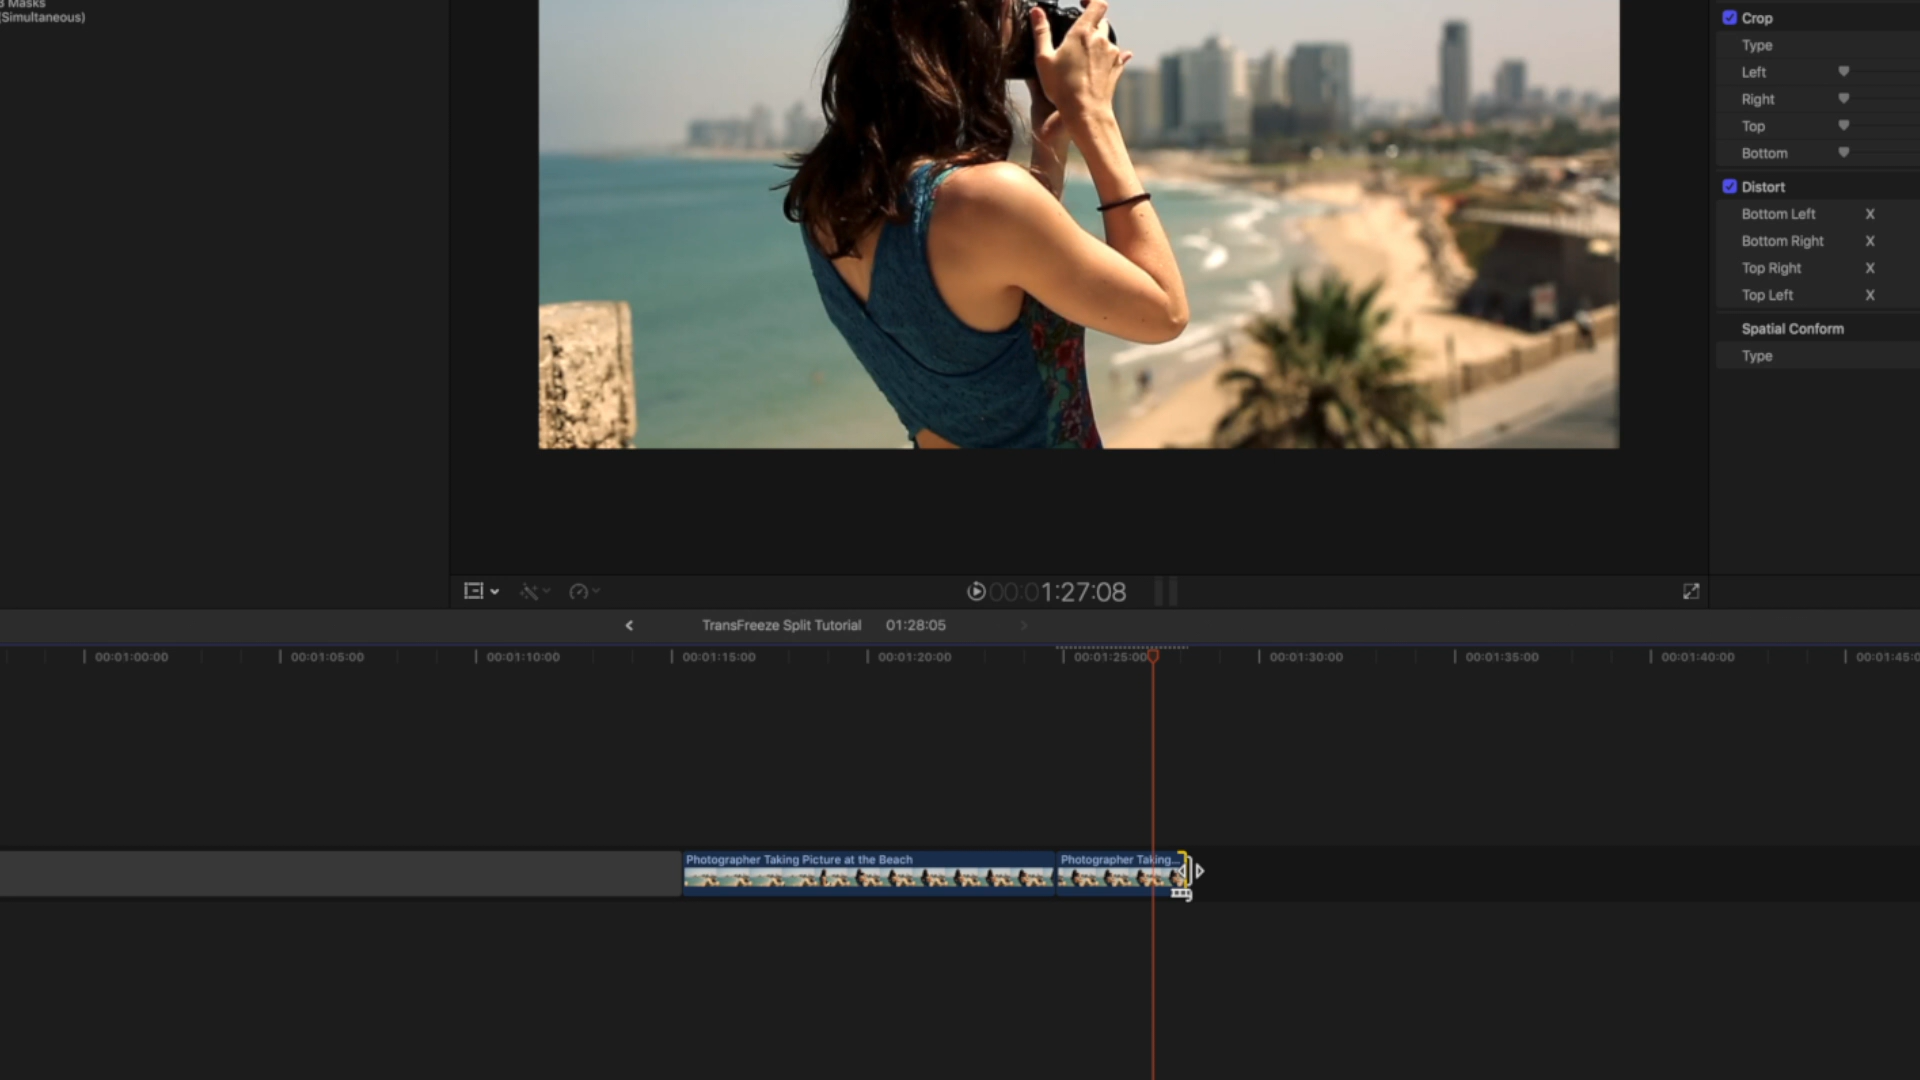 3 Masks
(Simultaneous)
Crop
Type
Left
Right
Top
Bottom
Distort
Bottom Left X
Bottom Right X
Top Right X
Top Left X
Spatial Conform
Type
00:01:27:08
TransFreeze Split Tutorial 01:28:05
00:01:00:00 00:01:05:00 00:01:10:00 00:01:15:00 00:01:20:00 00:01:25:00 00:01:30:00 00:01:35:00 00:01:40:00 00:01:45:0
Photographer Taking Picture at the Beach Photographer Taking...